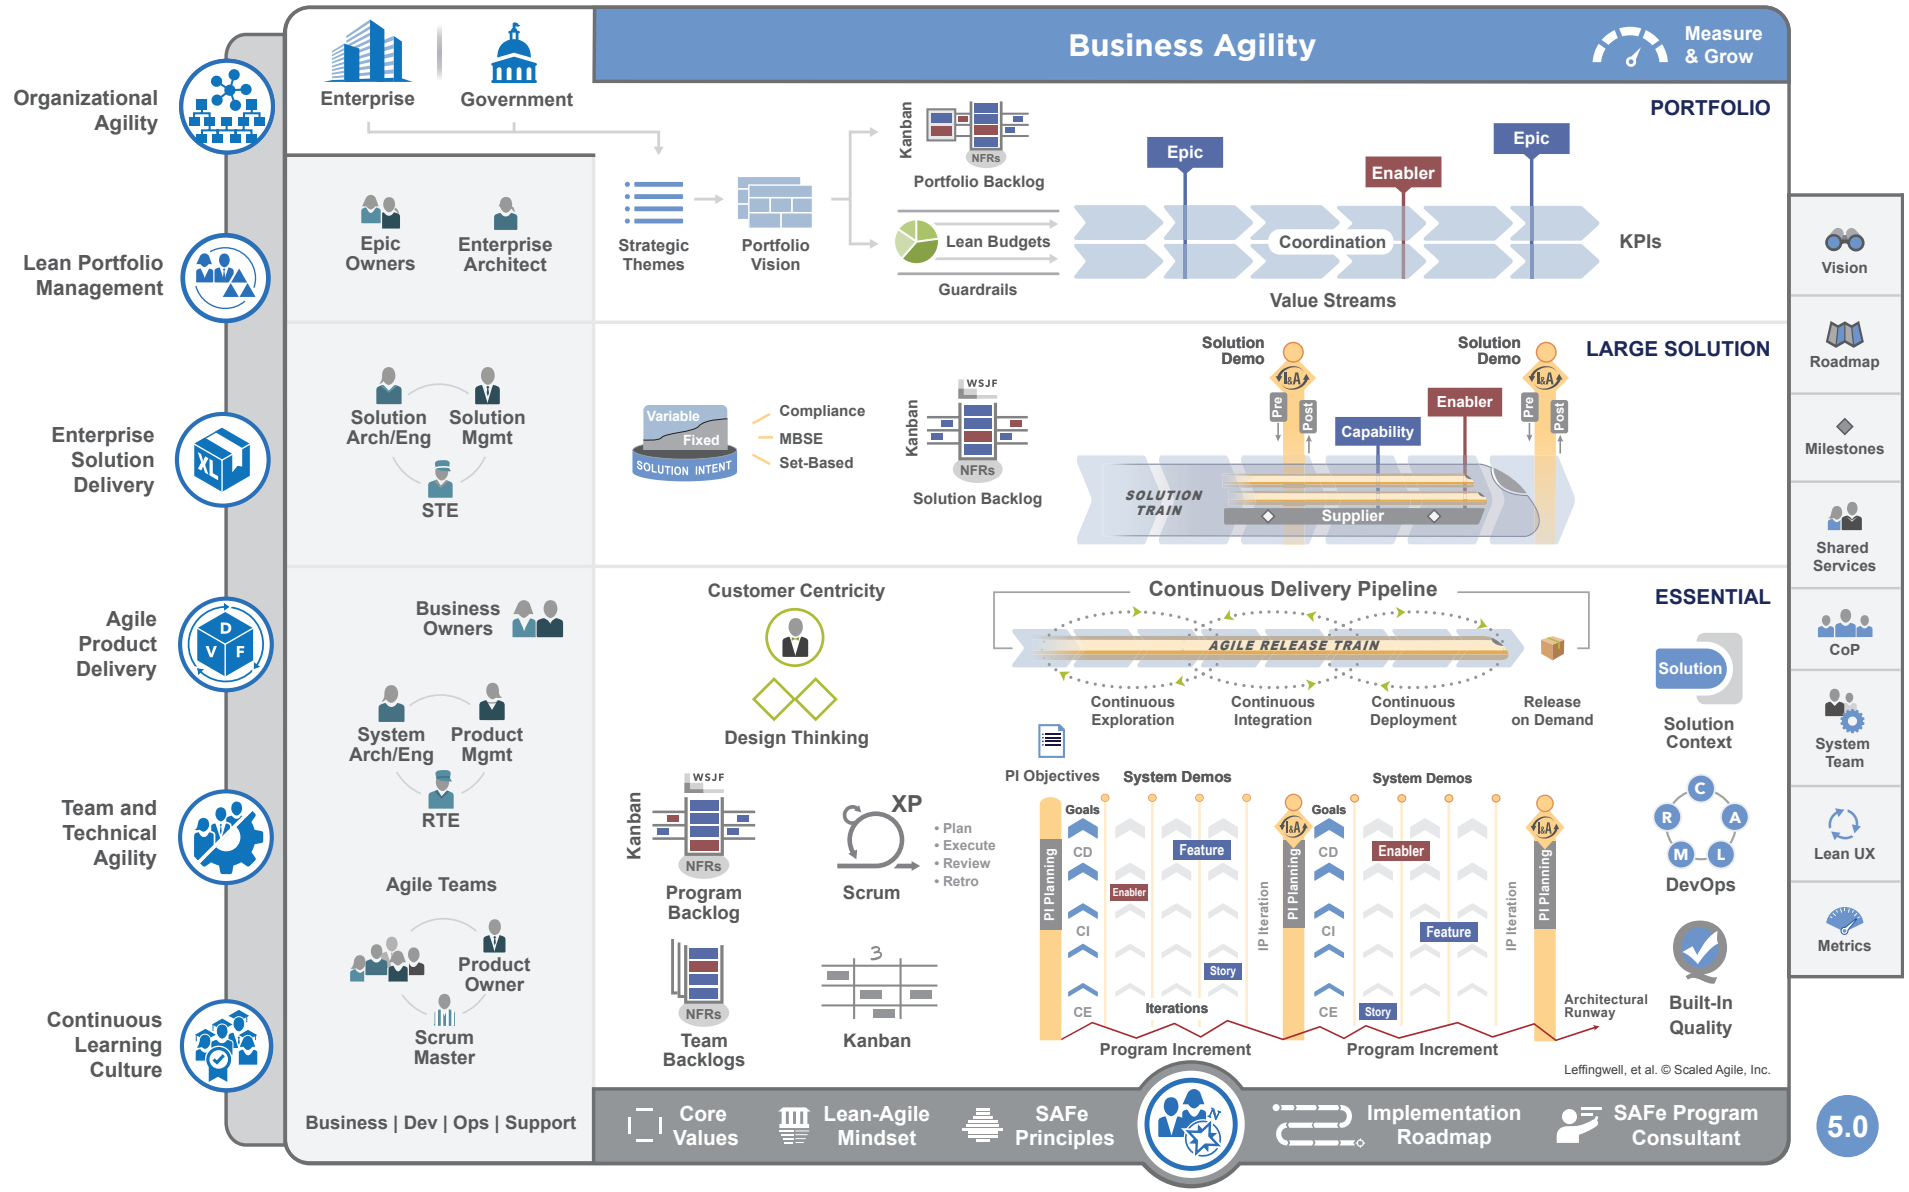 Business Agility
Measure
& Grow
Enterprise
Government
Organizational
Agility
Lean Portfolio
Management
Enterprise
Solution
Delivery
XL
Agile
Product
Delivery
D
V
F
Team and
Technical
Agility
Continuous
Learning
Culture
PORTFOLIO
Epic
Owners
Enterprise
Architect
Strategic
Themes
Portfolio
Vision
Kanban
NFRs
Portfolio Backlog
Lean Budgets
Guardrails
Epic
Enabler
Epic
Coordination
KPIs
Value Streams
LARGE SOLUTION
Solution
Arch/Eng
Solution
Mgmt
STE
Variable
Fixed
SOLUTION INTENT
Compliance
MBSE
Set-Based
WSJF
Kanban
NFRs
Solution Backlog
Solution
Demo
I&A
Pre
Post
Capability
Enabler
Solution
Demo
I&A
Pre
Post
SOLUTION
TRAIN
Supplier
ESSENTIAL
Business
Owners
System
Arch/Eng
Product
Mgmt
RTE
Agile Teams
Product
Owner
Scrum
Master
Business | Dev | Ops | Support
Customer Centricity
Design Thinking
WSJF
Kanban
NFRs
Program
Backlog
XP
• Plan
• Execute
• Review
• Retro
Scrum
NFRs
Team
Backlogs
3
Kanban
Continuous Delivery Pipeline
AGILE RELEASE TRAIN
Continuous
Exploration
Continuous
Integration
Continuous
Deployment
Release
on Demand
PI Objectives
System Demos
System Demos
PI Planning
Goals
CD
CI
CE
Feature
Enabler
Story
Iterations
IP Iteration
I&A
PI Planning
Goals
CD
CI
CE
Enabler
Feature
Story
IP Iteration
I&A
PI Planning
Architectural
Runway
Program Increment
Program Increment
Solution
Solution
Context
C
R
A
M
L
DevOps
Built-In
Quality
Leffingwell, et al. © Scaled Agile, Inc.
Vision
Roadmap
Milestones
Shared
Services
CoP
System
Team
Lean UX
Metrics
Core
Values
Lean-Agile
Mindset
SAFe
Principles
N
Implementation
Roadmap
SAFe Program
Consultant
5.0